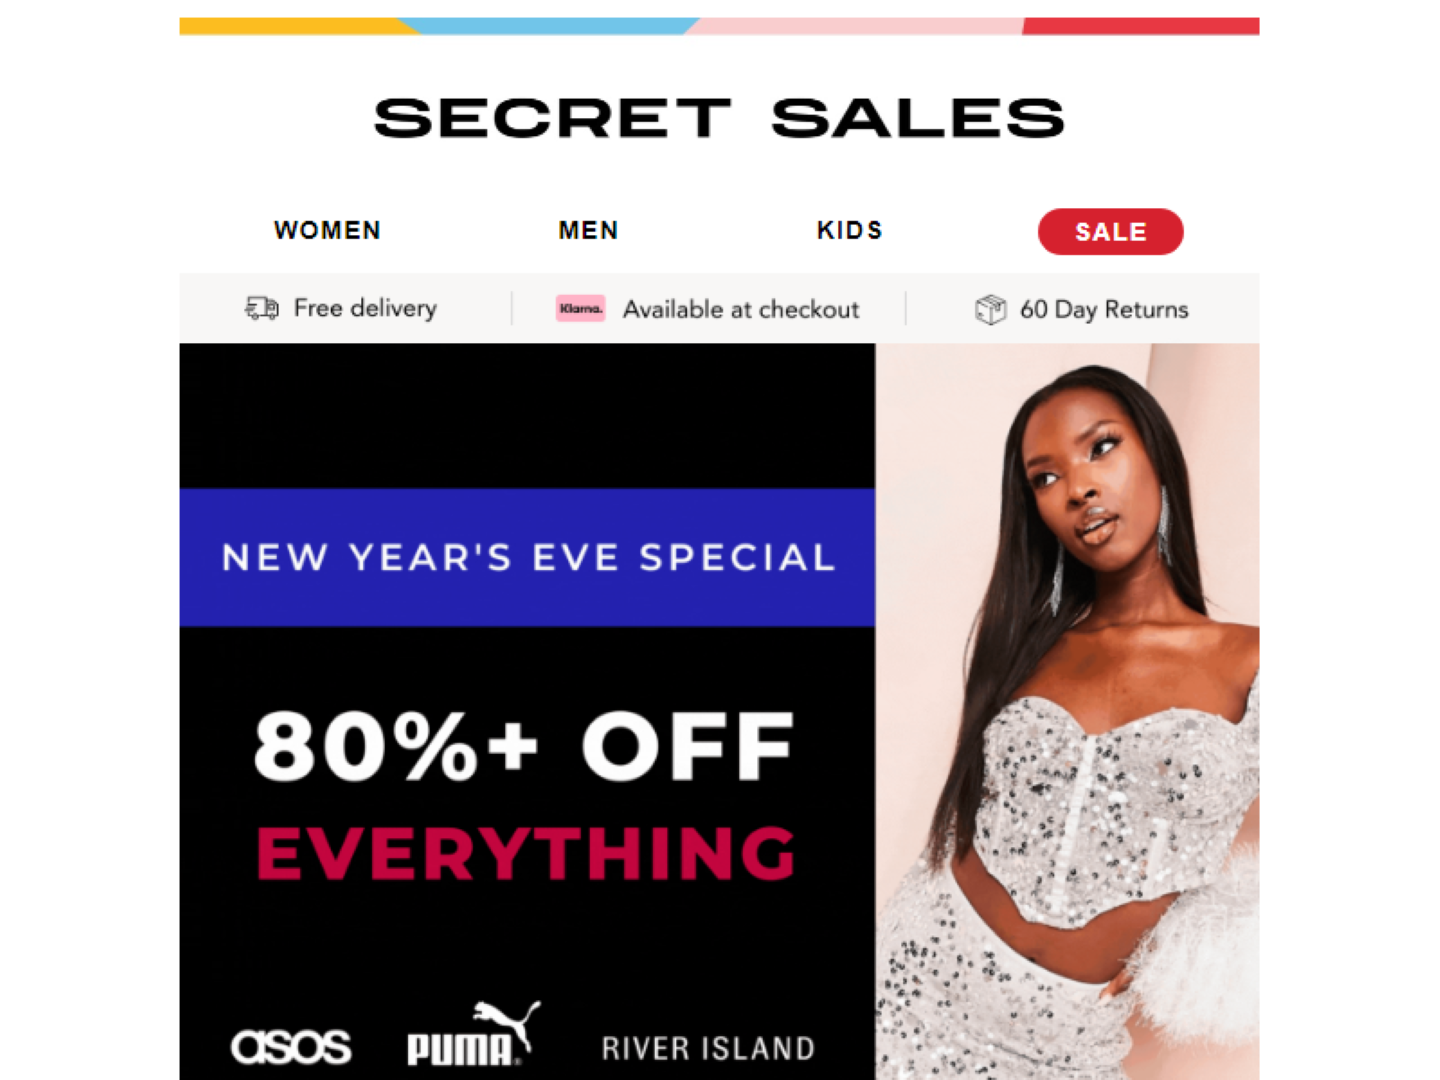 SECRET SALES
WOMEN MEN KIDS SALE
Free delivery Klarna. Available at checkout 60 Day Returns
NEW YEAR'S EVE SPECIAL
80%+ OFF
EVERYTHING
asos PUMA® RIVER ISLAND